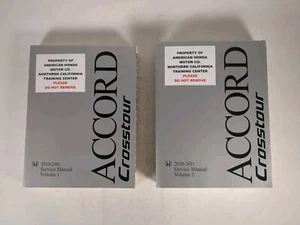 PROPERTY OF
AMERICAN HONDA
MOTOR CO.
NORTHERN CALIFORNIA
TRAINING CENTER
PLEASE
DO NOT REMOVE
ACCORD
Crosstour
2010-2011
Service Manual
Volume 1
PROPERTY OF
AMERICAN HONDA
MOTOR CO.
NORTHERN CALIFORNIA
TRAINING CENTER
PLEASE
DO NOT REMOVE
ACCORD
Crosstour
2010-2011
Service Manual
Volume 2